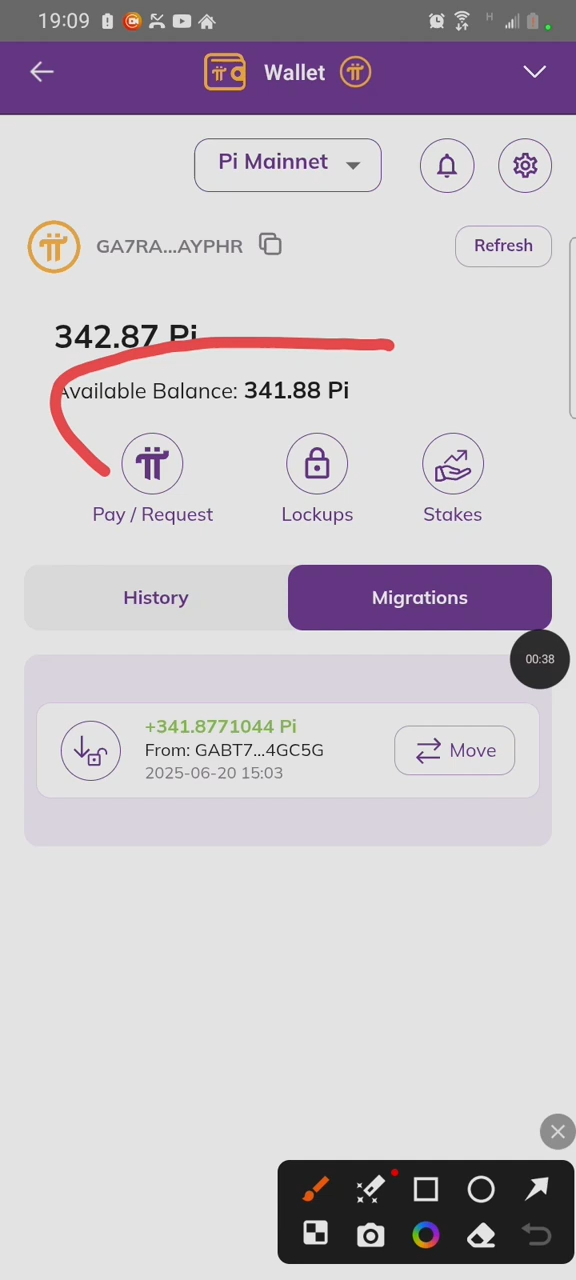 19:09
H
Wallet
Pi Mainnet
GA7RA...AYPHR
Refresh
342.87 Pi
Available Balance: 341.88 Pi
Pay / Request
Lockups
Stakes
History
Migrations
00:38
+341.8771044 Pi
From: GABT7...4GC5G
Move
2025-06-20 15:03